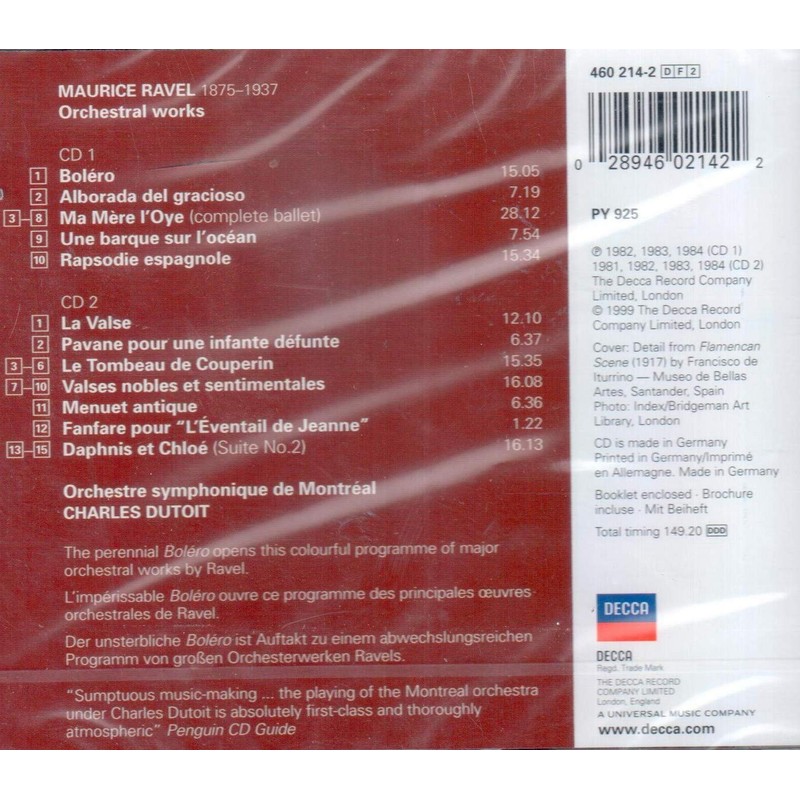 MAURICE RAVEL 1875–1937
Orchestral works
CD 1
1 Boléro 15.05
2 Alborada del gracioso 7.19
3–8 Ma Mère l'Oye (complete ballet) 28.12
9 Une barque sur l'océan 7.54
10 Rapsodie espagnole 15.34
CD 2
1 La Valse 12.10
2 Pavane pour une infante défunte 6.37
3–6 Le Tombeau de Couperin 15.35
7–10 Valses nobles et sentimentales 16.08
11 Menuet antique 6.36
12 Fanfare pour “L'Éventail de Jeanne” 1.22
13–15 Daphnis et Chloé (Suite No.2) 16.13
Orchestre symphonique de Montréal
CHARLES DUTOIT
The perennial Boléro opens this colourful programme of major
orchestral works by Ravel.
L'impérissable Boléro ouvre ce programme des principales œuvres
orchestrales de Ravel.
Der unsterbliche Boléro ist Auftakt zu einem abwechslungsreichen
Programm von großen Orchesterwerken Ravels.
“Sumptuous music-making ... the playing of the Montreal orchestra
under Charles Dutoit is absolutely first-class and thoroughly
atmospheric” Penguin CD Guide
460 214-2 D F 2
0 28946 02142 2
PY 925
℗ 1982, 1983, 1984 (CD 1)
1981, 1982, 1983, 1984 (CD 2)
The Decca Record Company
Limited, London
© 1999 The Decca Record
Company Limited, London
Cover: Detail from Flamencan
Scene (1917) by Francisco de
Iturrino – Museo de Bellas
Artes, Santander, Spain
Photo: Index/Bridgeman Art
Library, London
CD is made in Germany
Printed in Germany/Imprimé
en Allemagne. Made in Germany
Booklet enclosed · Brochure
incluse · Mit Beiheft
Total timing 149.20 DDD
DECCA
DECCA
Regd. Trade Mark
THE DECCA RECORD
COMPANY LIMITED
London, England
A UNIVERSAL MUSIC COMPANY
www.decca.com